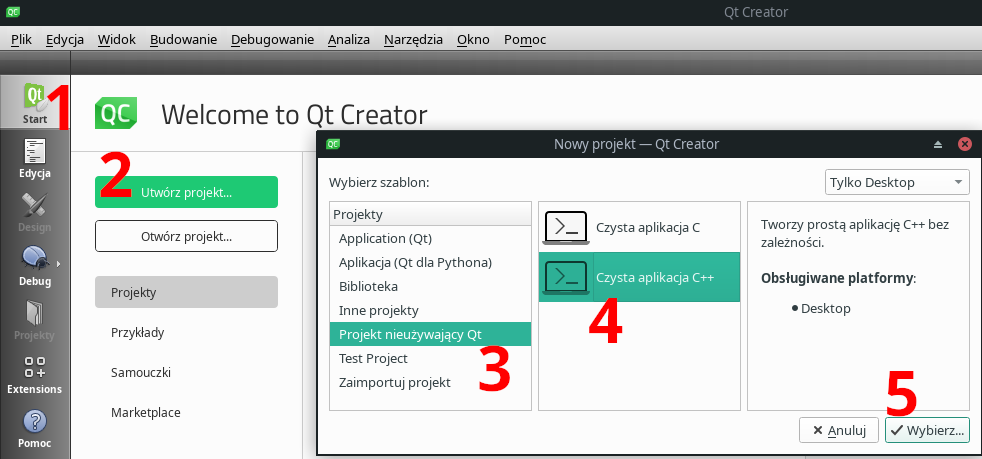 QC
Qt Creator
Plik Edycja Widok Budowanie Debugowanie Analiza Narzędzia Okno Pomoc
Qt
Start
1
Edycja
Design
Debug
Projekty
Extensions
Pomoc
QC Welcome to Qt Creator
2
Utwórz projekt...
Otwórz projekt...
Projekty
Przykłady
Samouczki
Marketplace
QC Nowy projekt — Qt Creator
Wybierz szablon:
Tylko Desktop
Projekty
Application (Qt)
Aplikacja (Qt dla Pythona)
Biblioteka
Inne projekty
Projekt nieużywający Qt
Test Project
Zaimportuj projekt
3
Czysta aplikacja C
Czysta aplikacja C++
4
Tworzy prostą aplikację C++ bez
zależności.
Obsługiwane platformy:
• Desktop
5
Anuluj
Wybierz...